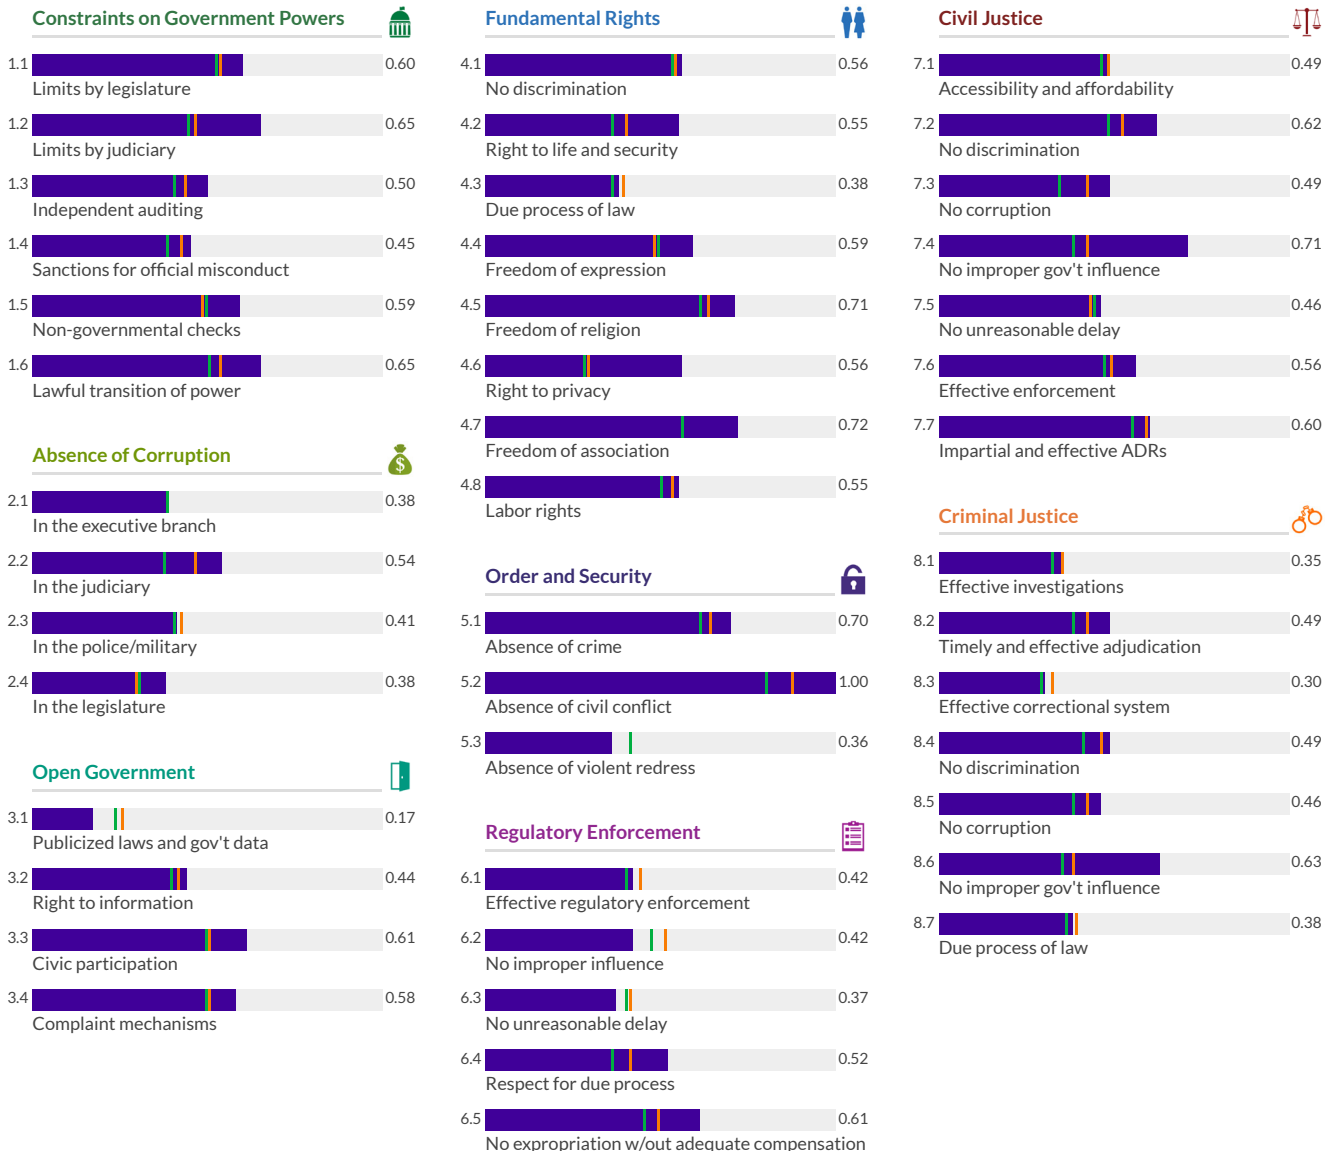 Constraints on Government Powers
1.1 0.60
Limits by legislature
1.2 0.65
Limits by judiciary
1.3 0.50
Independent auditing
1.4 0.45
Sanctions for official misconduct
1.5 0.59
Non-governmental checks
1.6 0.65
Lawful transition of power
Absence of Corruption
$
2.1 0.38
In the executive branch
2.2 0.54
In the judiciary
2.3 0.41
In the police/military
2.4 0.38
In the legislature
Open Government
3.1 0.17
Publicized laws and gov't data
3.2 0.44
Right to information
3.3 0.61
Civic participation
3.4 0.58
Complaint mechanisms
Fundamental Rights
4.1 0.56
No discrimination
4.2 0.55
Right to life and security
4.3 0.38
Due process of law
4.4 0.59
Freedom of expression
4.5 0.71
Freedom of religion
4.6 0.56
Right to privacy
4.7 0.72
Freedom of association
4.8 0.55
Labor rights
Order and Security
5.1 0.70
Absence of crime
5.2 1.00
Absence of civil conflict
5.3 0.36
Absence of violent redress
Regulatory Enforcement
6.1 0.42
Effective regulatory enforcement
6.2 0.42
No improper influence
6.3 0.37
No unreasonable delay
6.4 0.52
Respect for due process
6.5 0.61
No expropriation w/out adequate compensation
Civil Justice
7.1 0.49
Accessibility and affordability
7.2 0.62
No discrimination
7.3 0.49
No corruption
7.4 0.71
No improper gov't influence
7.5 0.46
No unreasonable delay
7.6 0.56
Effective enforcement
7.7 0.60
Impartial and effective ADRs
Criminal Justice
8.1 0.35
Effective investigations
8.2 0.49
Timely and effective adjudication
8.3 0.30
Effective correctional system
8.4 0.49
No discrimination
8.5 0.46
No corruption
8.6 0.63
No improper gov't influence
8.7 0.38
Due process of law